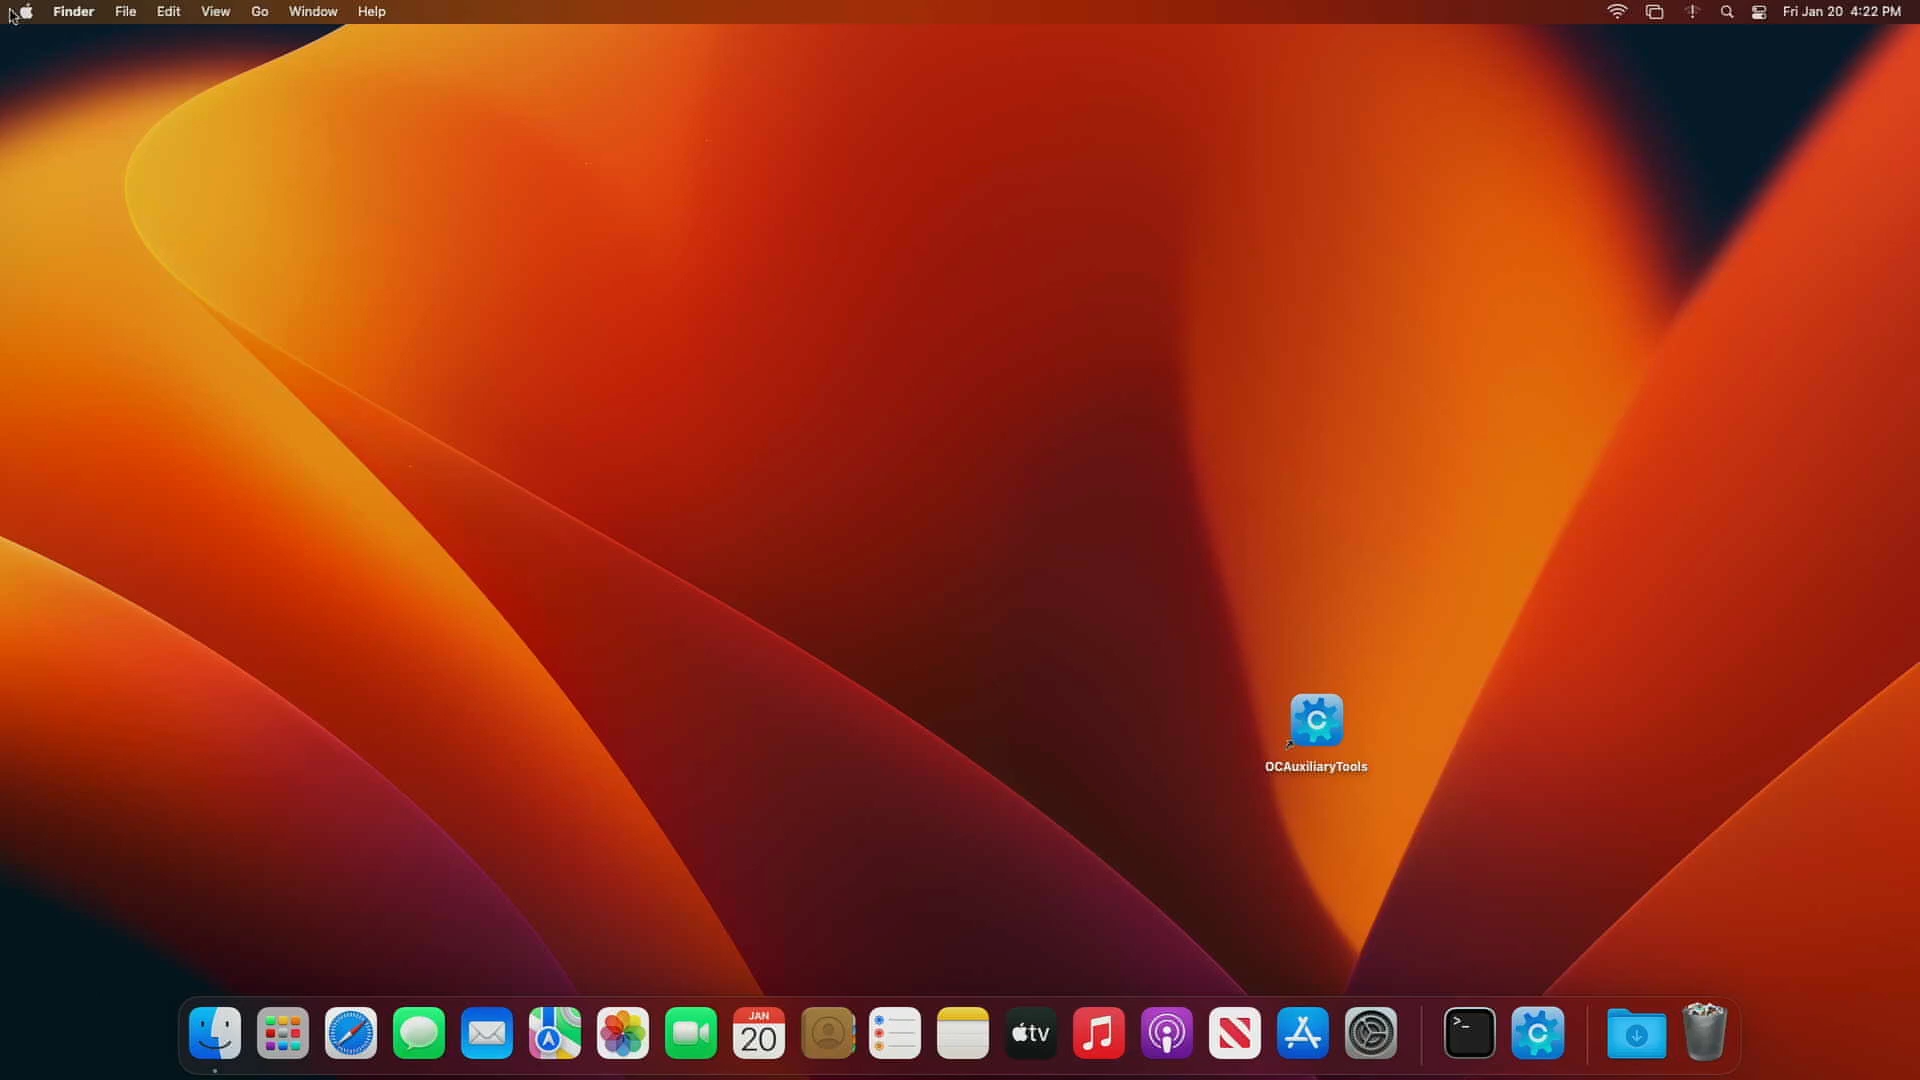 Finder File Edit View Go Window Help Fri Jan 20 4:22 PM
OCAuxiliaryTools
JAN
20
tv
>_